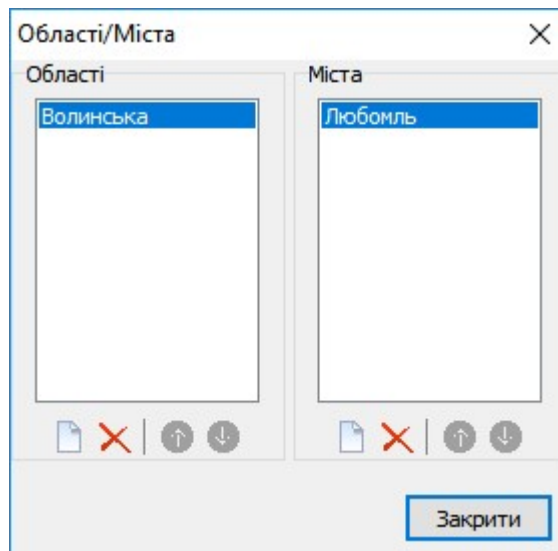 Області/Міста
Області
Міста
Волинська
Любомль
Закрити